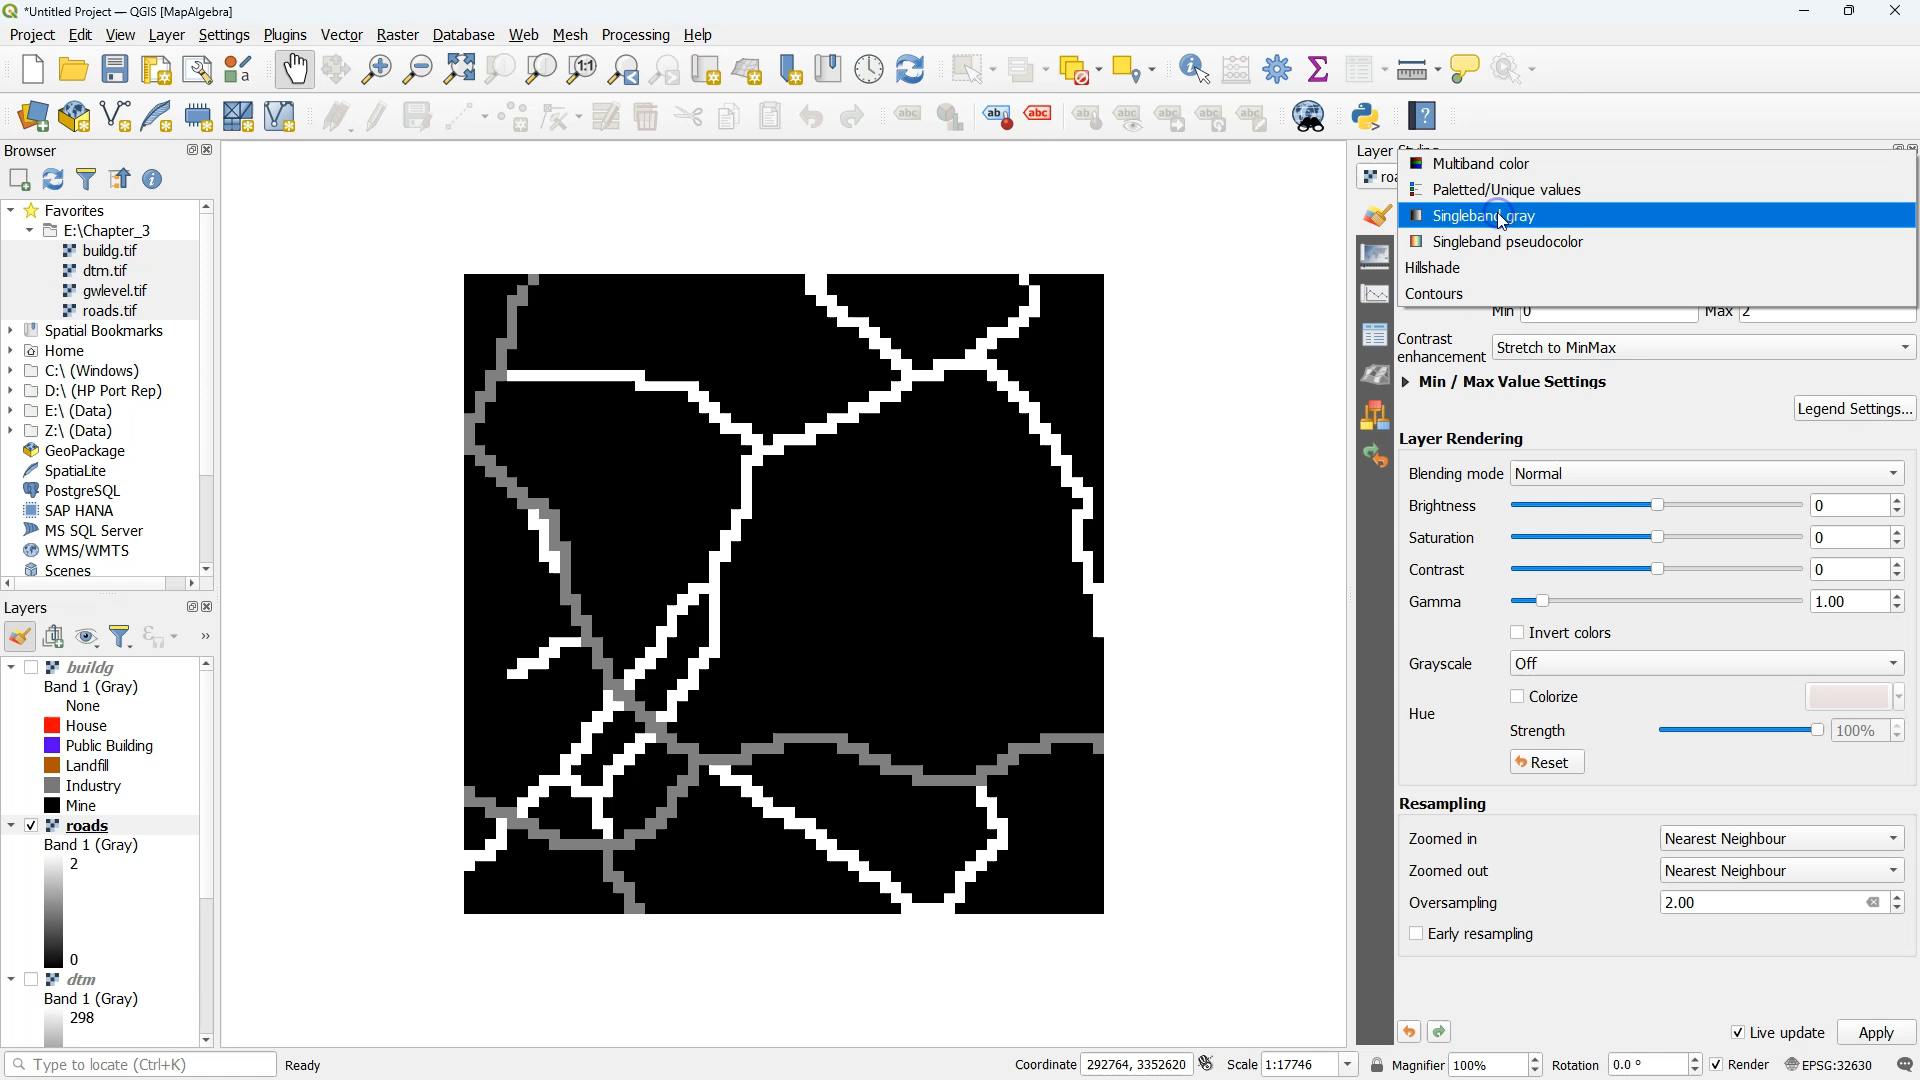 *Untitled Project — QGIS [MapAlgebra]
Project Edit View Layer Settings Plugins Vector Raster Database Web Mesh Processing Help
Browser
Favorites
E:\Chapter_3
buildg.tif
dtm.tif
gwlevel.tif
roads.tif
Spatial Bookmarks
Home
C:\ (Windows)
D:\ (HP Port Rep)
E:\ (Data)
Z:\ (Data)
GeoPackage
SpatiaLite
PostgreSQL
SAP HANA
MS SQL Server
WMS/WMTS
Scenes
Layers
buildg
Band 1 (Gray)
None
House
Public Building
Landfill
Industry
Mine
roads
Band 1 (Gray)
2
0
dtm
Band 1 (Gray)
298
Layer
Multiband color
Paletted/Unique values
Singleband gray
Singleband pseudocolor
Hillshade
Contours
Min 0 Max 2
Contrast enhancement Stretch to MinMax
Min / Max Value Settings
Legend Settings...
Layer Rendering
Blending mode Normal
Brightness 0
Saturation 0
Contrast 0
Gamma 1.00
Invert colors
Grayscale Off
Hue
Colorize
Strength 100%
Reset
Resampling
Zoomed in Nearest Neighbour
Zoomed out Nearest Neighbour
Oversampling 2.00
Early resampling
Live update Apply
Type to locate (Ctrl+K) Ready Coordinate 292764, 3352620 Scale 1:17746 Magnifier 100% Rotation 0.0 ° Render EPSG:32630